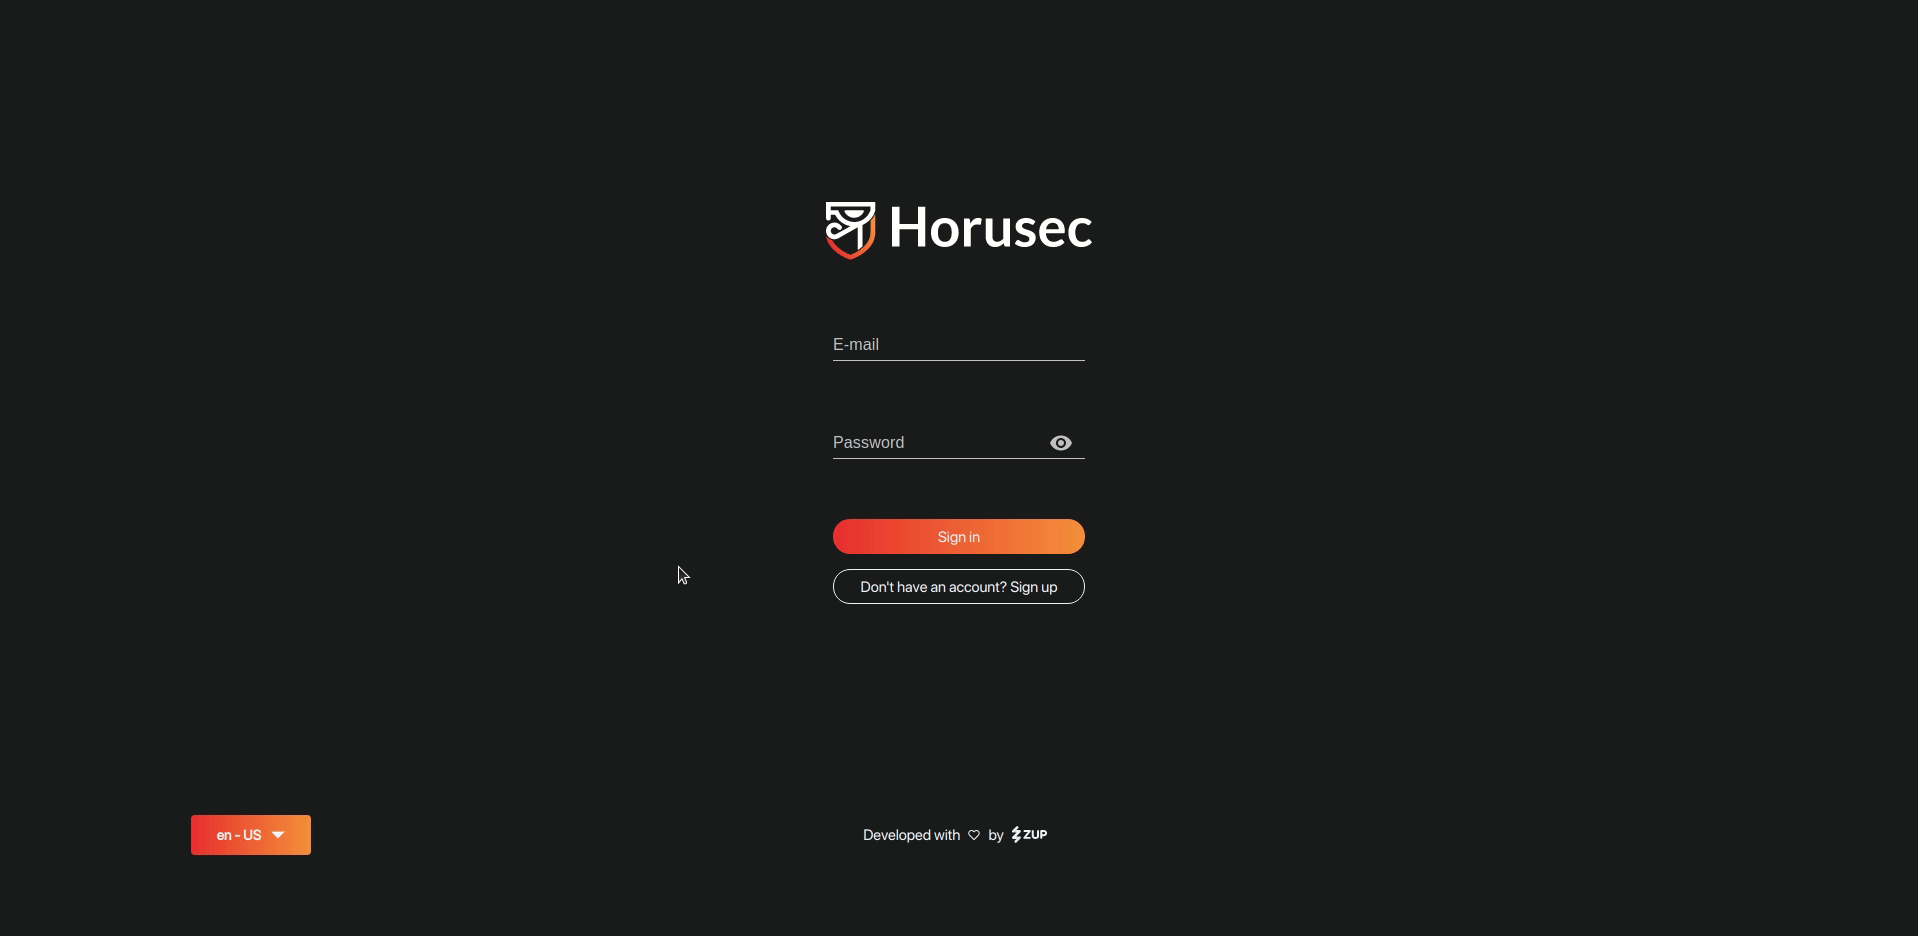 Horusec
E-mail
Password
Sign in
Don't have an account? Sign up
en - US
Developed with by ZUP